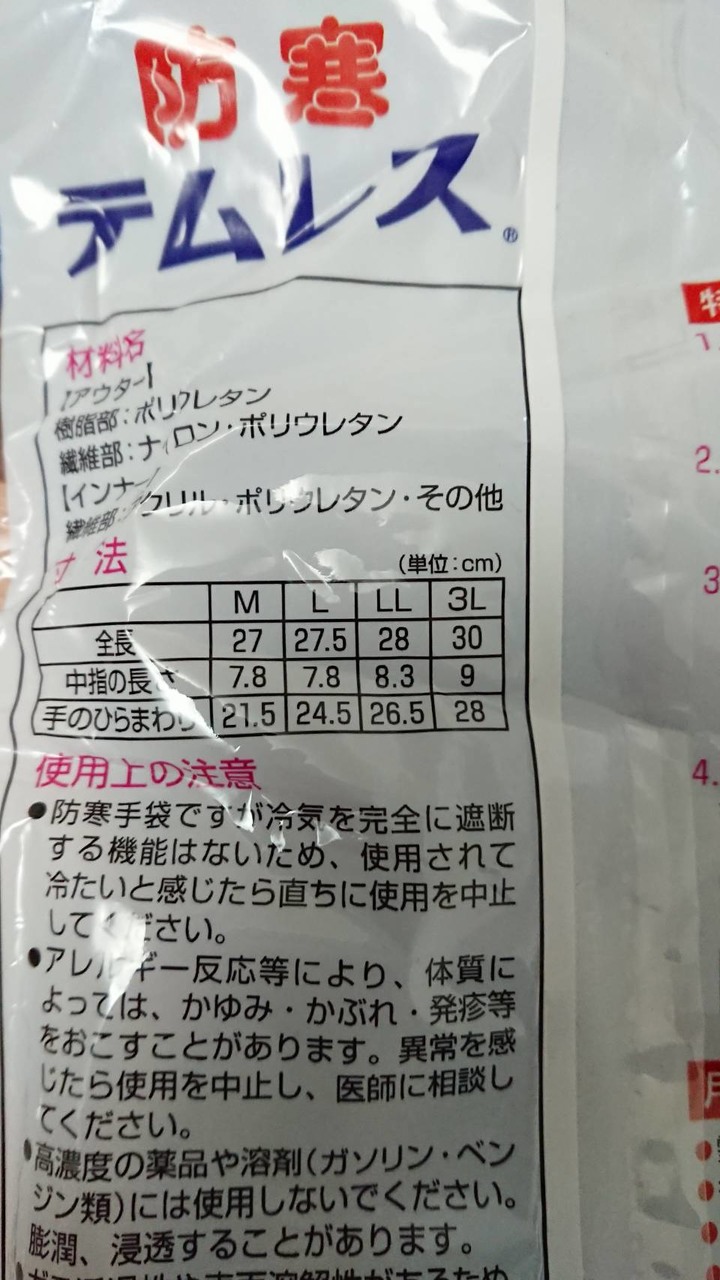 防寒
テムレス®
材料名
【アウター】
樹脂部：ポリウレタン
繊維部：ナイロン・ポリウレタン
【インナー】
繊維部：アクリル・ポリウレタン・その他
寸法
(単位：cm)
M L LL 3L
全長 27 27.5 28 30
中指の長さ 7.8 7.8 8.3 9
手のひらまわり 21.5 24.5 26.5 28
使用上の注意
●防寒手袋ですが冷気を完全に遮断
する機能はないため、使用されて
冷たいと感じたら直ちに使用を中止
してください。
●アレルギー反応等により、体質に
よっては、かゆみ・かぶれ・発疹等
をおこすことがあります。異常を感
じたら使用を中止し、医師に相談し
てください。
●高濃度の薬品や溶剤(ガソリン・ベン
ジン類)には使用しないでください。
膨潤、浸透することがあります。
特
1.
2.
3
4.